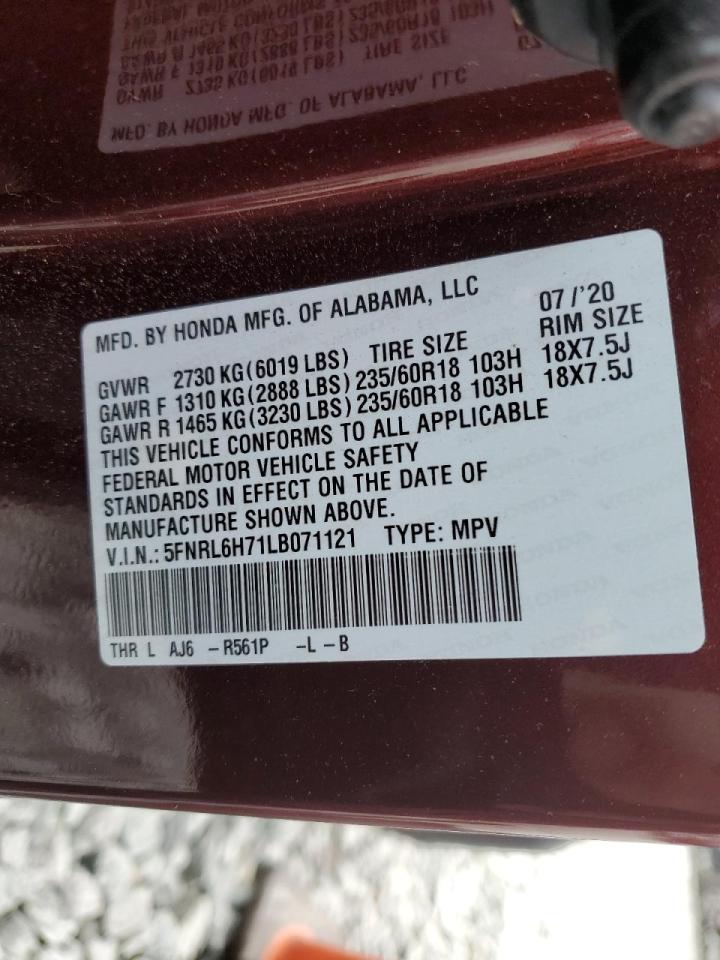 MFD. BY HONDA MFG. OF ALABAMA, LLC 07/'20
GVWR 2730 KG(6019 LBS) TIRE SIZE RIM SIZE
GAWR F 1310 KG(2888 LBS) 235/60R18 103H 18X7.5J
GAWR R 1465 KG(3230 LBS) 235/60R18 103H 18X7.5J
THIS VEHICLE CONFORMS TO ALL APPLICABLE
FEDERAL MOTOR VEHICLE SAFETY
STANDARDS IN EFFECT ON THE DATE OF
MANUFACTURE SHOWN ABOVE.
V.I.N.: 5FNRL6H71LB071121 TYPE: MPV
THR L AJ6 -R561P -L -B